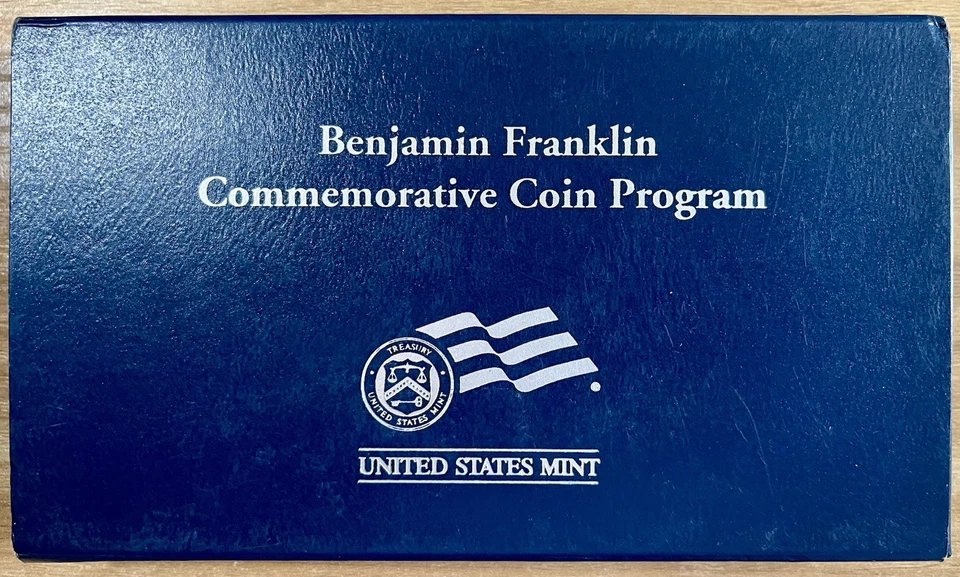 Benjamin Franklin
Commemorative Coin Program
TREASURY
UNITED STATES MINT
UNITED STATES MINT